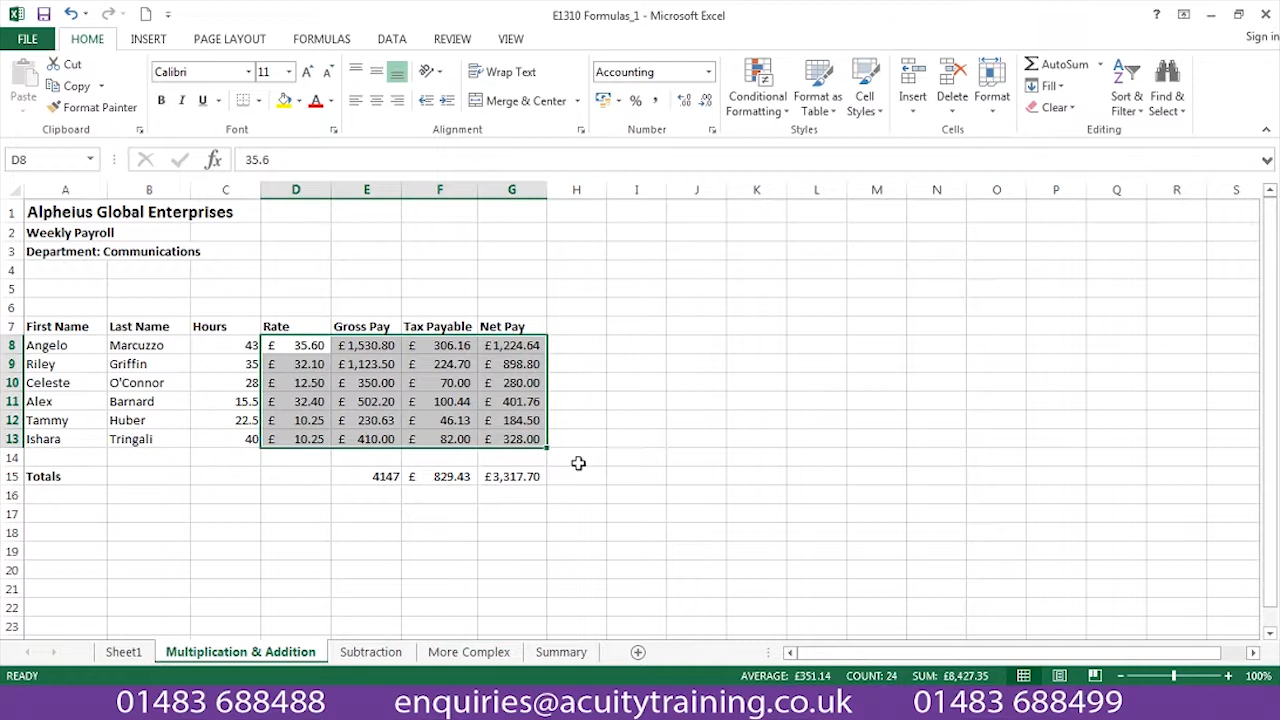 E1310 Formulas_1 - Microsoft Excel
Sign in
FILE HOME INSERT PAGE LAYOUT FORMULAS DATA REVIEW VIEW
Paste
Cut
Copy
Format Painter
Clipboard
Calibri 11
B I U
Font
Wrap Text
Merge & Center
Alignment
Accounting
%
Number
Conditional Formatting
Format as Table
Cell Styles
Styles
Insert
Delete
Format
Cells
AutoSum
Fill
Clear
Sort & Filter
Find & Select
Editing
D8 fx 35.6
A B C D E F G H I J K L M N O P Q R S
1 Alpheius Global Enterprises
2 Weekly Payroll
3 Department: Communications
4
5
6
7 First Name Last Name Hours Rate Gross Pay Tax Payable Net Pay
8 Angelo Marcuzzo 43 £ 35.60 £1,530.80 £ 306.16 £1,224.64
9 Riley Griffin 35 £ 32.10 £1,123.50 £ 224.70 £ 898.80
10 Celeste O'Connor 28 £ 12.50 £ 350.00 £ 70.00 £ 280.00
11 Alex Barnard 15.5 £ 32.40 £ 502.20 £ 100.44 £ 401.76
12 Tammy Huber 22.5 £ 10.25 £ 230.63 £ 46.13 £ 184.50
13 Ishara Tringali 40 £ 10.25 £ 410.00 £ 82.00 £ 328.00
14
15 Totals 4147 £ 829.43 £3,317.70
16
17
18
19
20
21
22
23
Sheet1 Multiplication & Addition Subtraction More Complex Summary
READY AVERAGE: £351.14 COUNT: 24 SUM: £8,427.35 100%
01483 688488 enquiries@acuitytraining.co.uk 01483 688499